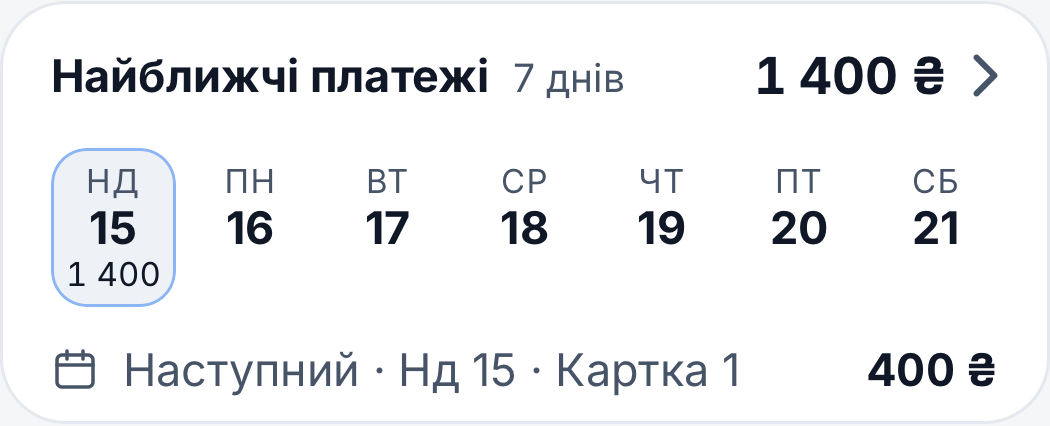 Найближчі платежі 7 днів 1 400 ₴
НД ПН ВТ СР ЧТ ПТ СБ
15 16 17 18 19 20 21
1 400
Наступний · Нд 15 · Картка 1 400 ₴